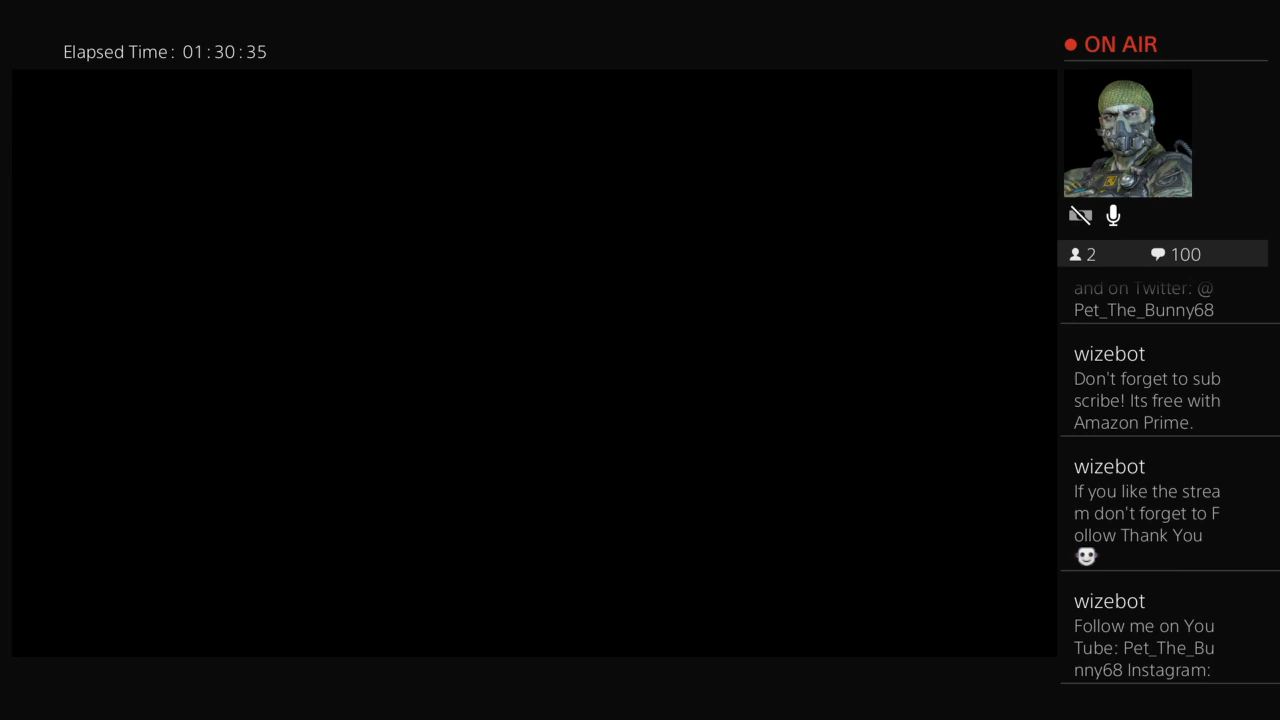 Elapsed Time: 01:30:35
ON AIR
2 100
and on Twitter: @
Pet_The_Bunny68
wizebot
Don't forget to sub
scribe! Its free with
Amazon Prime.
wizebot
If you like the strea
m don't forget to F
ollow Thank You
wizebot
Follow me on You
Tube: Pet_The_Bu
nny68 Instagram: